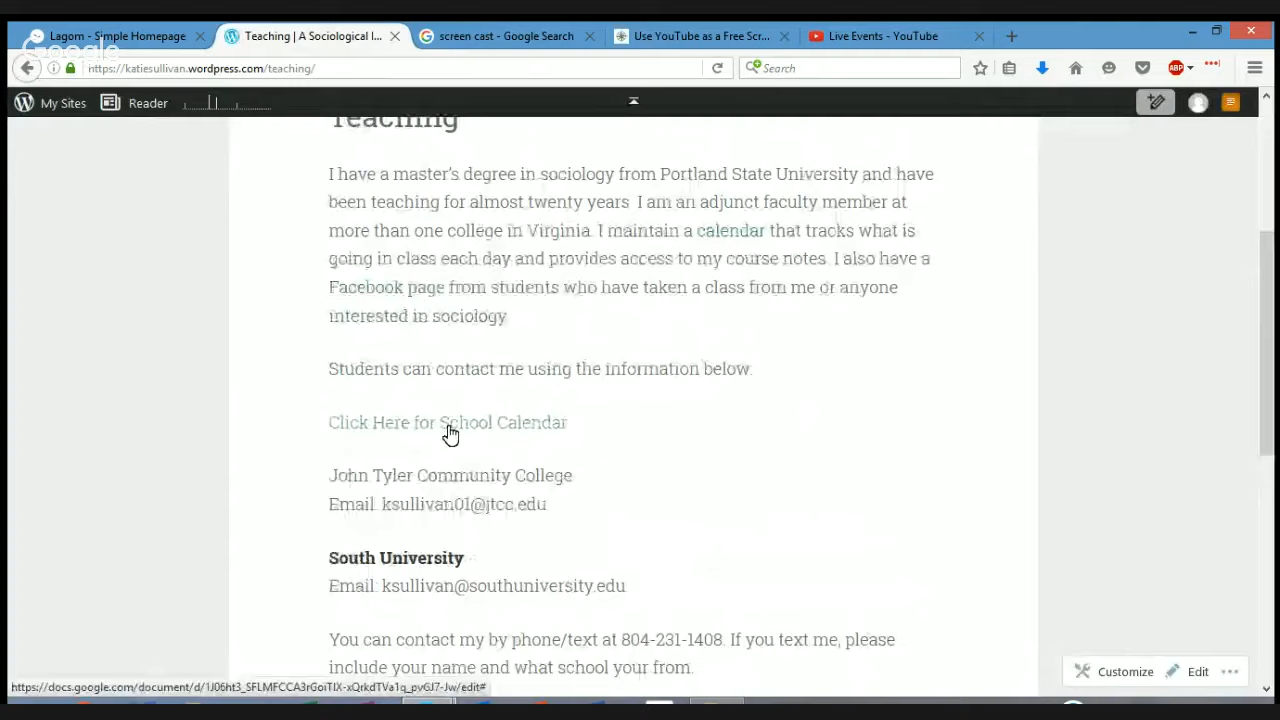 Lagom - Simple Homepage
Teaching | A Sociological I...
screen cast - Google Search
Use YouTube as a Free Scr...
Live Events - YouTube
Google
https://katiesullivan.wordpress.com/teaching/
Search
ABP
My Sites
Reader
Teaching
I have a master's degree in sociology from Portland State University and have
been teaching for almost twenty years. I am an adjunct faculty member at
more than one college in Virginia. I maintain a calendar that tracks what is
going in class each day and provides access to my course notes. I also have a
Facebook page from students who have taken a class from me or anyone
interested in sociology
Students can contact me using the information below.
Click Here for School Calendar
John Tyler Community College
Email: ksullivan01@jtcc.edu
South University
Email: ksullivan@southuniversity.edu
You can contact my by phone/text at 804-231-1408. If you text me, please
include your name and what school your from.
Customize
Edit